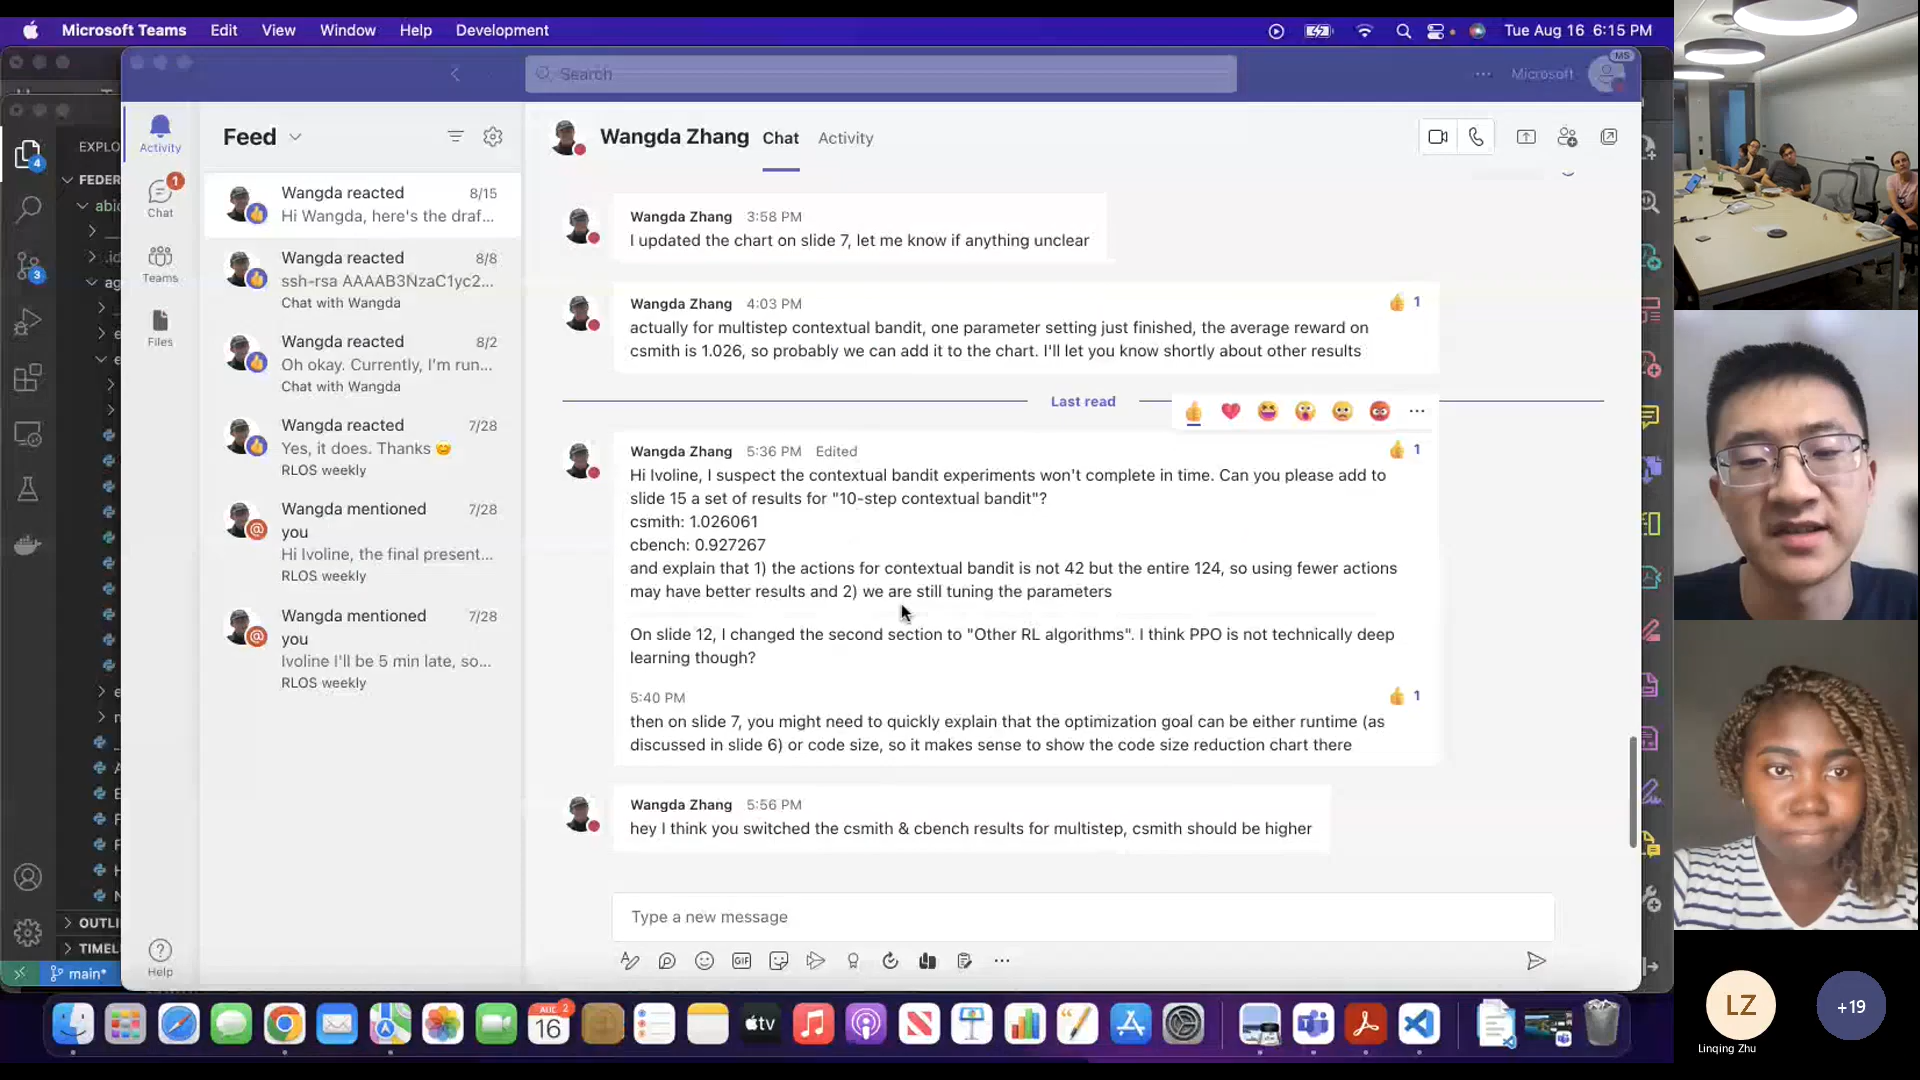 Microsoft Teams Edit View Window Help Development Tue Aug 16 6:15 PM
Search
Microsoft
MS
EXPLO
FEDER
abic
ag
OUTLI
TIMEL
main*
4
3
Activity
1
Chat
Teams
Files
Help
Feed
Wangda reacted 8/15
Hi Wangda, here's the draf...
Wangda reacted 8/8
ssh-rsa AAAAB3NzaC1yc2...
Chat with Wangda
Wangda reacted 8/2
Oh okay. Currently, I'm run...
Chat with Wangda
Wangda reacted 7/28
Yes, it does. Thanks 😊
RLOS weekly
Wangda mentioned 7/28
you
Hi Ivoline, the final present...
RLOS weekly
Wangda mentioned 7/28
you
Ivoline I'll be 5 min late, so...
RLOS weekly
Wangda Zhang Chat Activity
Wangda Zhang 3:58 PM
I updated the chart on slide 7, let me know if anything unclear
Wangda Zhang 4:03 PM
👍 1
actually for multistep contextual bandit, one parameter setting just finished, the average reward on
csmith is 1.026, so probably we can add it to the chart. I'll let you know shortly about other results
Last read
Wangda Zhang 5:36 PM Edited
👍 1
Hi Ivoline, I suspect the contextual bandit experiments won't complete in time. Can you please add to
slide 15 a set of results for "10-step contextual bandit"?
csmith: 1.026061
cbench: 0.927267
and explain that 1) the actions for contextual bandit is not 42 but the entire 124, so using fewer actions
may have better results and 2) we are still tuning the parameters
On slide 12, I changed the second section to "Other RL algorithms". I think PPO is not technically deep
learning though?
5:40 PM
👍 1
then on slide 7, you might need to quickly explain that the optimization goal can be either runtime (as
discussed in slide 6) or code size, so it makes sense to show the code size reduction chart there
Wangda Zhang 5:56 PM
hey I think you switched the csmith & cbench results for multistep, csmith should be higher
Type a new message
GIF
AUG
16
2
tv
LZ
Linqing Zhu
+19